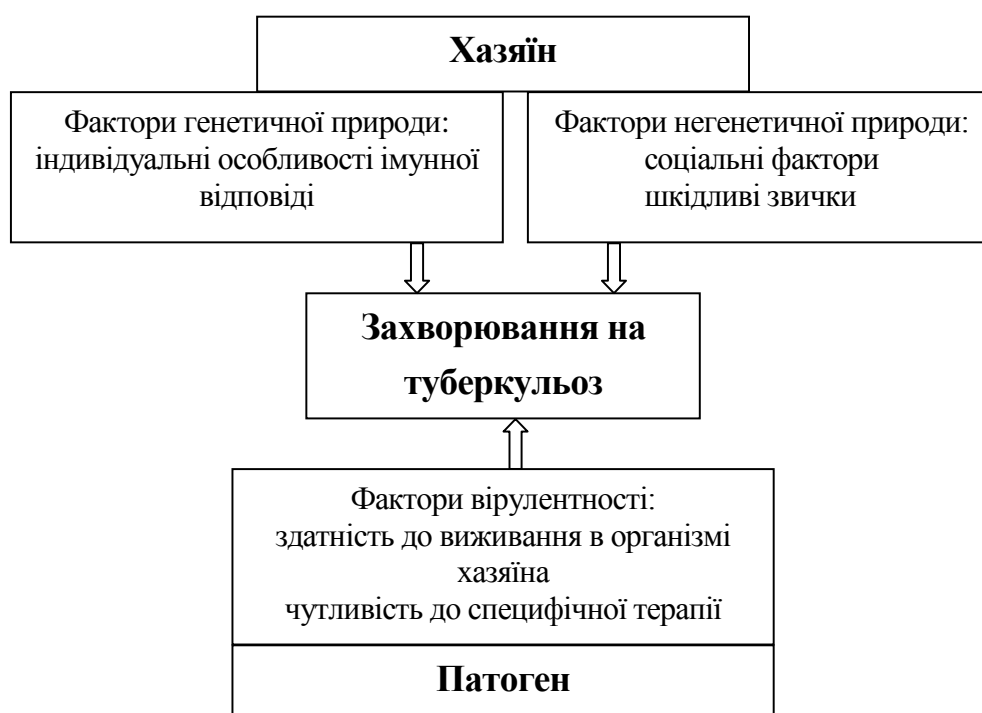 Хазяїн
Фактори генетичної природи:
індивідуальні особливості імунної
відповіді
Фактори негенетичної природи:
соціальні фактори
шкідливі звички
Захворювання на
туберкульоз
Фактори вірулентності:
здатність до виживання в організмі
хазяїна
чутливість до специфічної терапії
Патоген